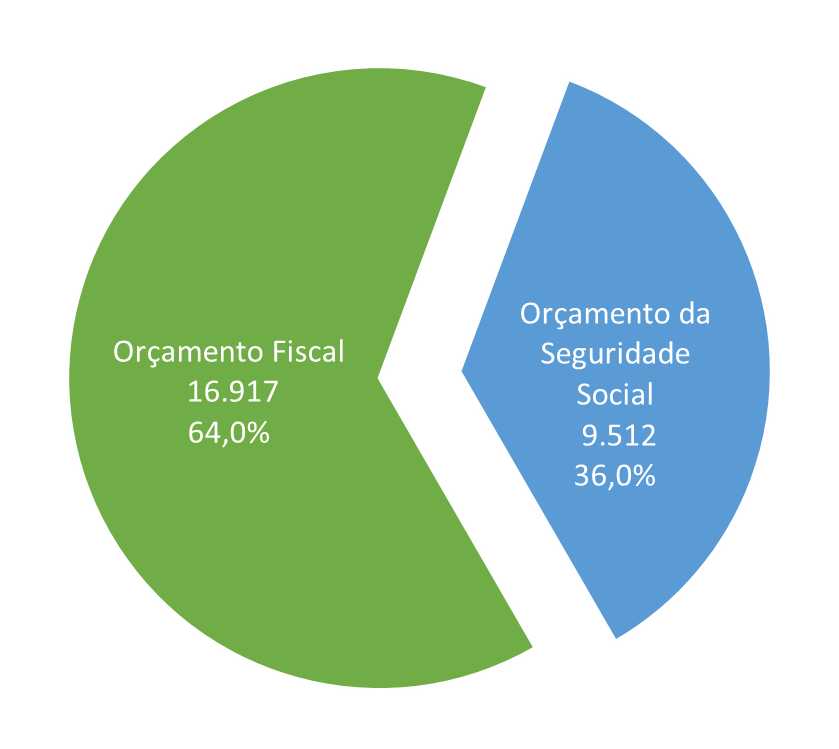 Orçamento Fiscal
16.917
64,0%
Orçamento da
Seguridade
Social
9.512
36,0%